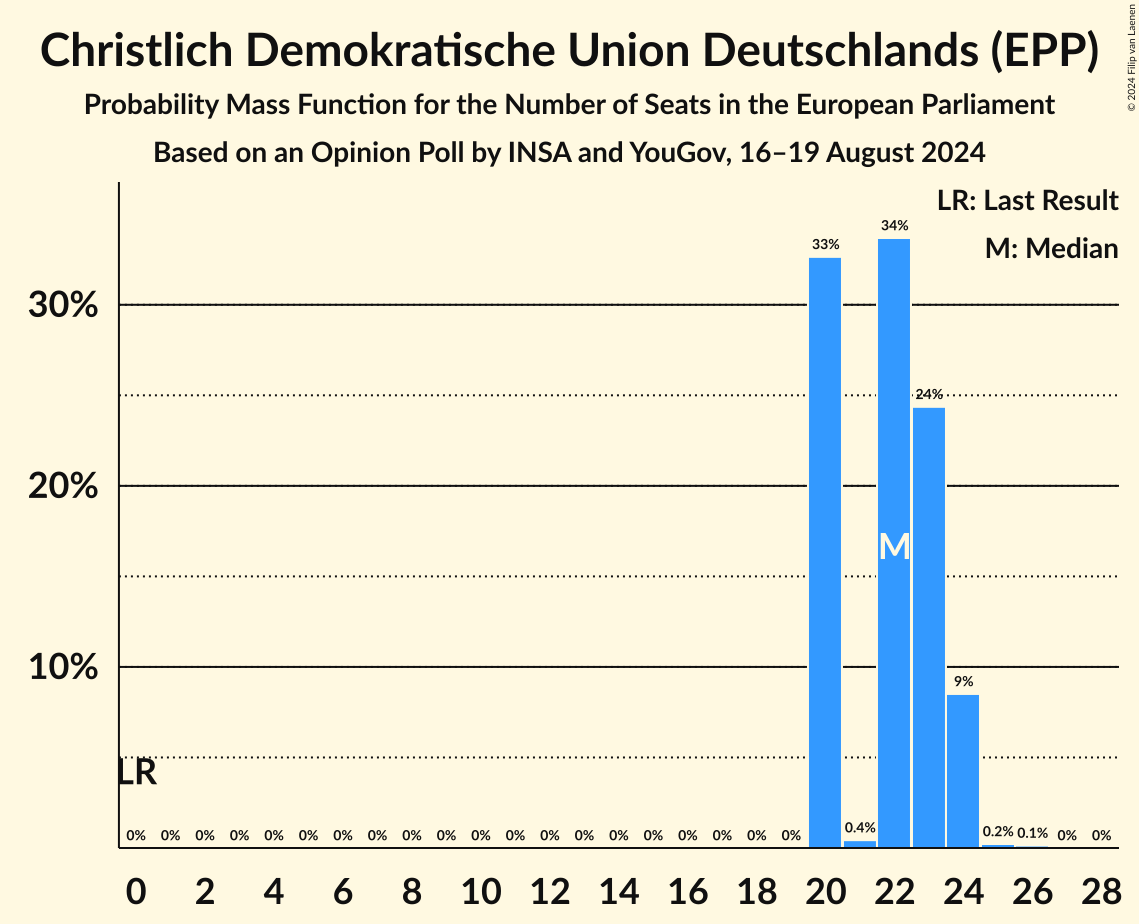 Christlich Demokratische Union Deutschlands (EPP)
Probability Mass Function for the Number of Seats in the European Parliament
Based on an Opinion Poll by INSA and YouGov, 16–19 August 2024
© 2024 Filip van Laenen
LR: Last Result
M: Median
30%
20%
10%
33%
34%
24%
9%
M
LR
0% 0% 0% 0% 0% 0% 0% 0% 0% 0% 0% 0% 0% 0% 0% 0% 0% 0% 0% 0% 0.4% 0.2% 0.1% 0% 0%
0 2 4 6 8 10 12 14 16 18 20 22 24 26 28